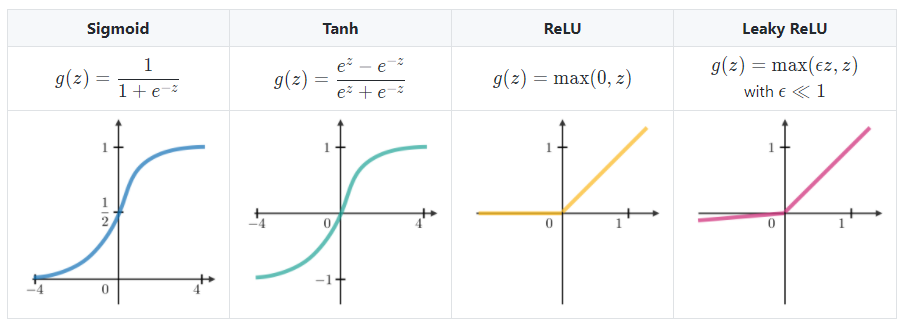 Sigmoid
Tanh
ReLU
Leaky ReLU
g(z) = 1 / (1 + e^{-z})
g(z) = (e^z − e^{-z}) / (e^z + e^{-z})
g(z) = max(0, z)
g(z) = max(ϵz, z)
with ϵ ≪ 1
1
1/2
−4
0
4
1
−4
0
4
−1
1
0
1
1
0
1